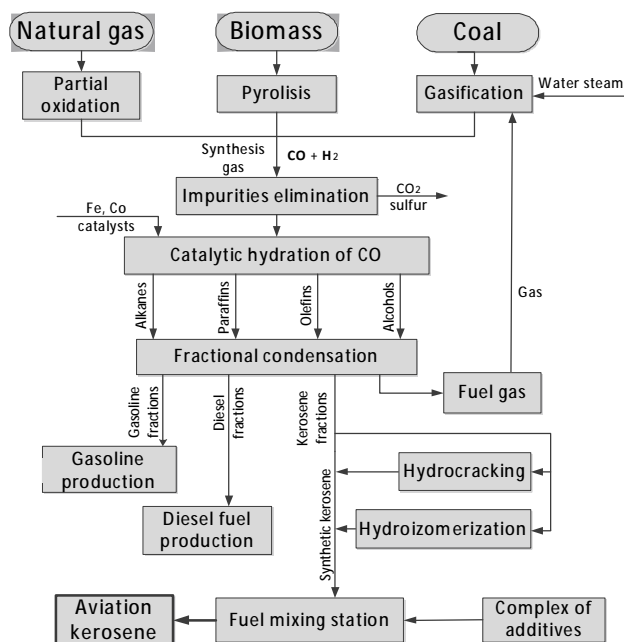 Natural gas
Biomass
Coal
Partial
oxidation
Pyrolisis
Gasification
Water steam
Synthesis
gas
CO + H2
Impurities elimination
CO2
sulfur
Fe, Co
catalysts
Catalytic hydration of CO
Gas
Alkanes
Paraffins
Olefins
Alcohols
Fractional condensation
Fuel gas
Gasoline
fractions
Diesel
fractions
Kerosene
fractions
Gasoline
production
Hydrocracking
Diesel fuel
production
Hydroizomerization
Synthetic kerosene
Aviation
kerosene
Fuel mixing station
Complex of
additives